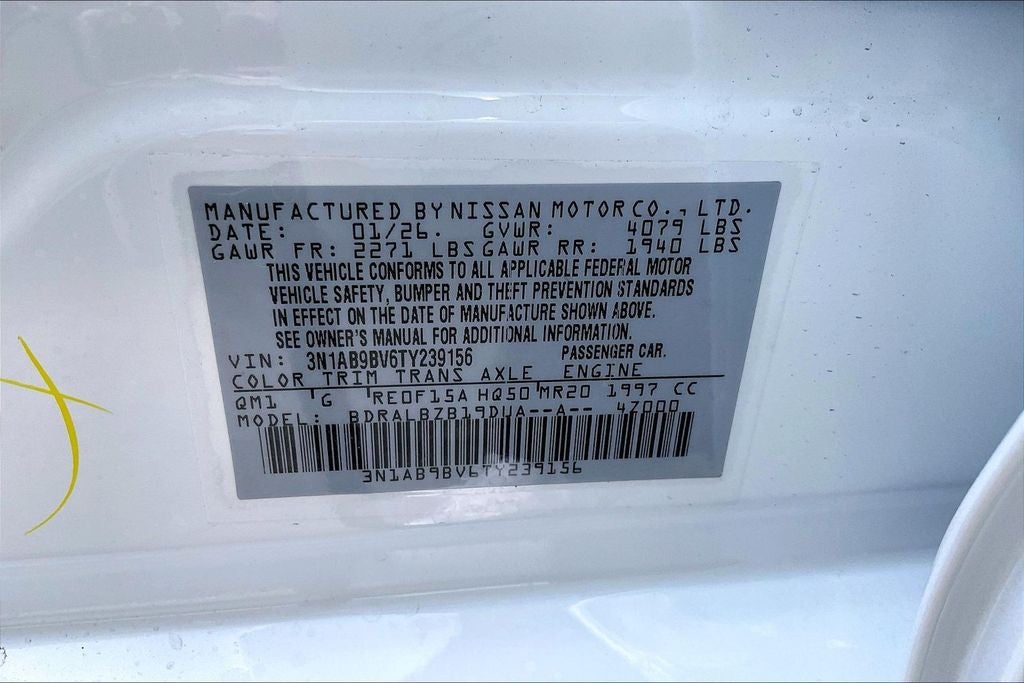 MANUFACTURED BY NISSAN MOTOR CO., LTD.
DATE: 01/26. GVWR: 4079 LBS
GAWR FR: 2271 LBS GAWR RR: 1940 LBS
THIS VEHICLE CONFORMS TO ALL APPLICABLE FEDERAL MOTOR
VEHICLE SAFETY, BUMPER AND THEFT PREVENTION STANDARDS
IN EFFECT ON THE DATE OF MANUFACTURE SHOWN ABOVE.
SEE OWNER'S MANUAL FOR ADDITIONAL INFORMATION.
VIN: 3N1AB9BV6TY239156 PASSENGER CAR.
COLOR TRIM TRANS AXLE ENGINE
QM1 G RE0F15A HQ50 MR20 1997 CC
MODEL: BDRALBZB19DUA--A-- 47000
3N1AB9BV6TY239156